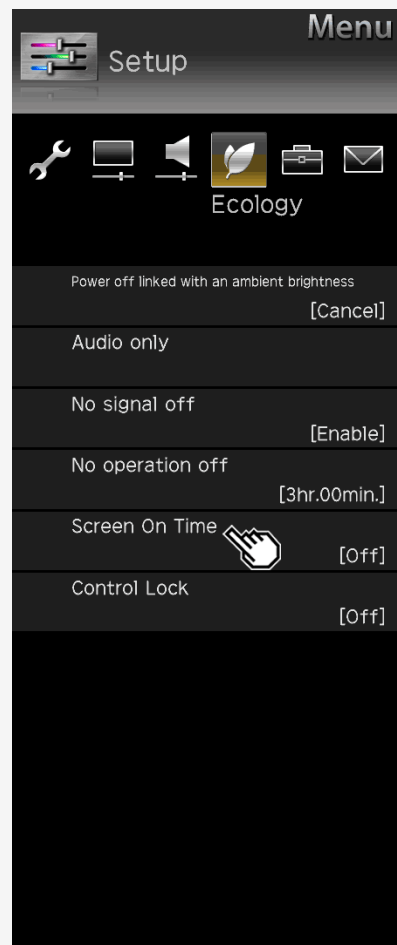 Menu
Setup
Ecology
Power off linked with an ambient brightness
[Cancel]
Audio only
No signal off
[Enable]
No operation off
[3hr.00min.]
Screen On Time
[Off]
Control Lock
[Off]